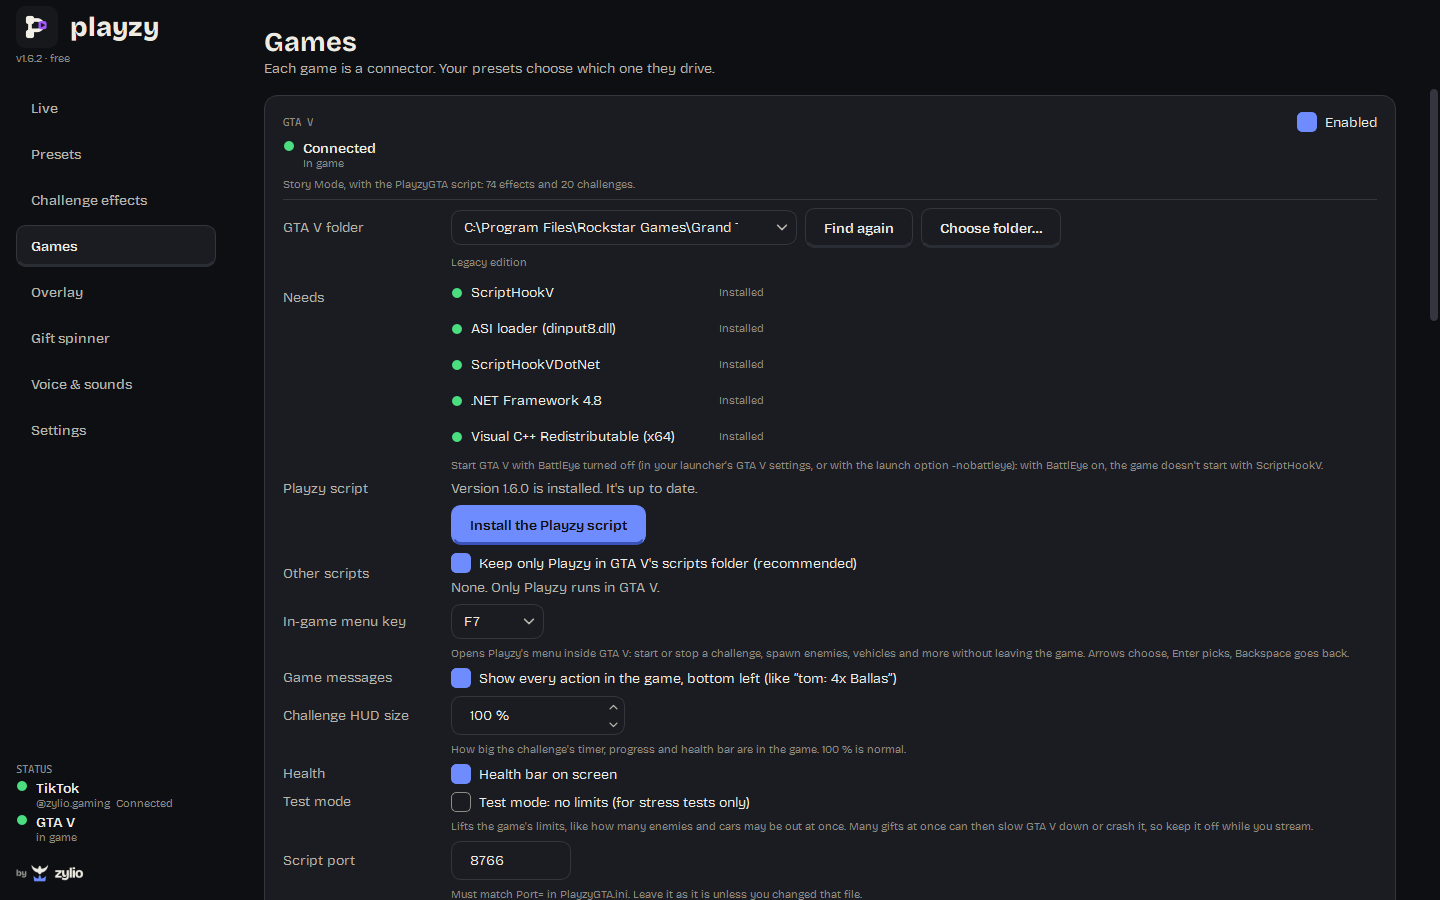 playzy
v1.6.2 · free
Live
Presets
Challenge effects
Games
Overlay
Gift spinner
Voice & sounds
Settings
STATUS
TikTok
@zylio.gaming Connected
GTA V
in game
by zylio
Games
Each game is a connector. Your presets choose which one they drive.
GTA V
Enabled
Connected
In game
Story Mode, with the PlayzyGTA script: 74 effects and 20 challenges.
GTA V folder
C:\Program Files\Rockstar Games\Grand
Find again
Choose folder...
Legacy edition
Needs
ScriptHookV Installed
ASI loader (dinput8.dll) Installed
ScriptHookVDotNet Installed
.NET Framework 4.8 Installed
Visual C++ Redistributable (x64) Installed
Start GTA V with BattlEye turned off (in your launcher's GTA V settings, or with the launch option -nobattleye): with BattlEye on, the game doesn't start with ScriptHookV.
Playzy script
Version 1.6.0 is installed. It's up to date.
Install the Playzy script
Other scripts
Keep only Playzy in GTA V's scripts folder (recommended)
None. Only Playzy runs in GTA V.
In-game menu key
F7
Opens Playzy's menu inside GTA V: start or stop a challenge, spawn enemies, vehicles and more without leaving the game. Arrows choose, Enter picks, Backspace goes back.
Game messages
Show every action in the game, bottom left (like "tom: 4x Ballas")
Challenge HUD size
100 %
How big the challenge's timer, progress and health bar are in the game. 100 % is normal.
Health
Health bar on screen
Test mode
Test mode: no limits (for stress tests only)
Lifts the game's limits, like how many enemies and cars may be out at once. Many gifts at once can then slow GTA V down or crash it, so keep it off while you stream.
Script port
8766
Must match Port= in PlayzyGTA.ini. Leave it as it is unless you changed that file.